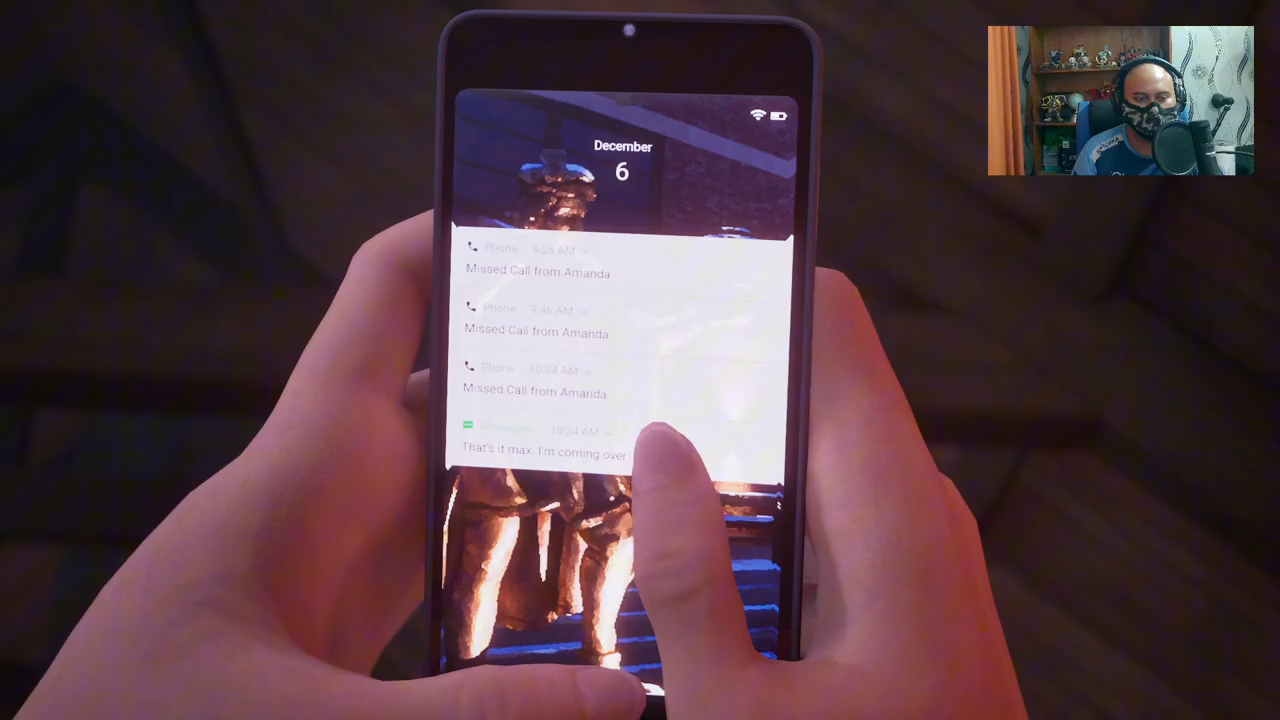 December
6
Phone 9:26 AM
Missed Call from Amanda
Phone 9:46 AM
Missed Call from Amanda
Phone 10:24 AM
Missed Call from Amanda
10:24 AM
That's it max. I'm coming over